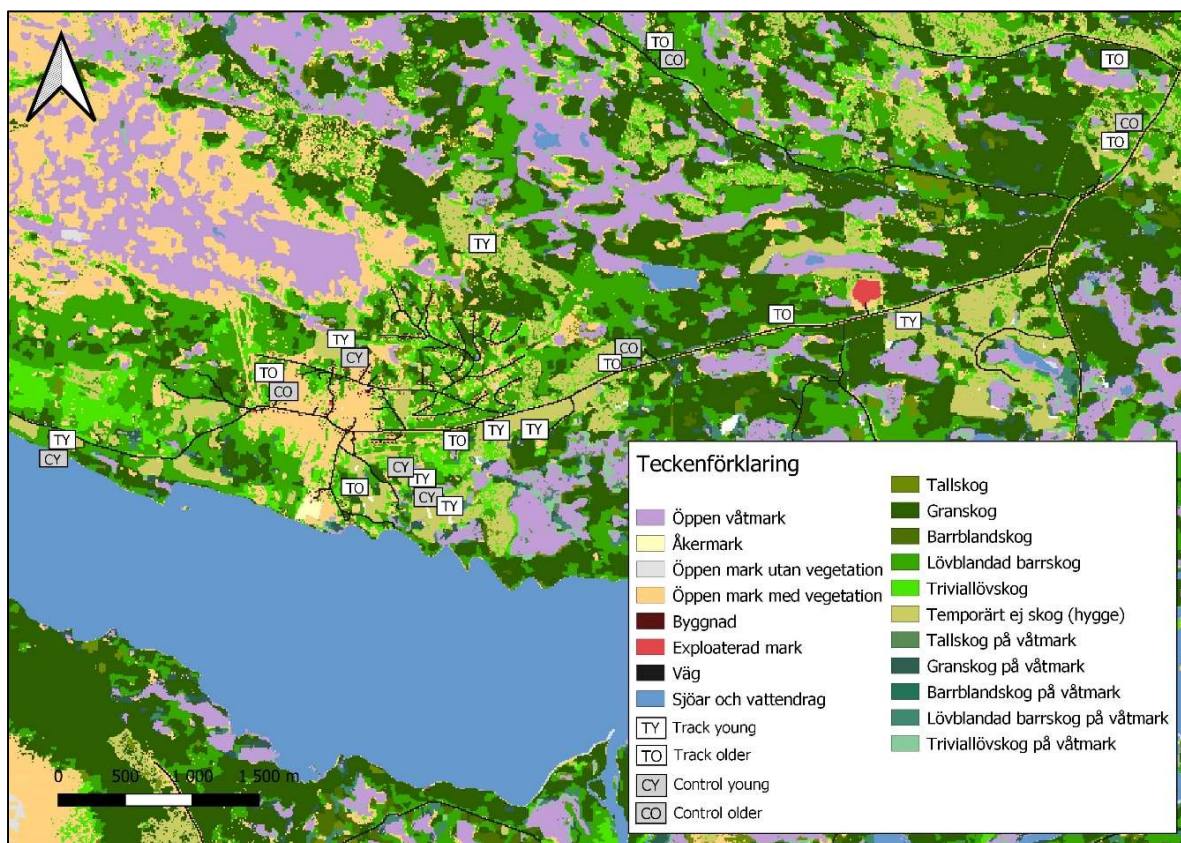 TO
CO
TO
CO
TO
TY
TO
TY
TY
CY
CO
TO
TO
CO
TY
TY
TO
TY
CY
CY
TY
TO
CY
TY
Teckenförklaring
Öppen våtmark
Åkermark
Öppen mark utan vegetation
Öppen mark med vegetation
Byggnad
Exploaterad mark
Väg
Sjöar och vattendrag
TY Track young
TO Track older
CY Control young
CO Control older
Tallskog
Granskog
Barrblandskog
Lövblandad barrskog
Triviallövskog
Temporärt ej skog (hygge)
Tallskog på våtmark
Granskog på våtmark
Barrblandskog på våtmark
Lövblandad barrskog på våtmark
Triviallövskog på våtmark
0 500 1 000 1 500 m